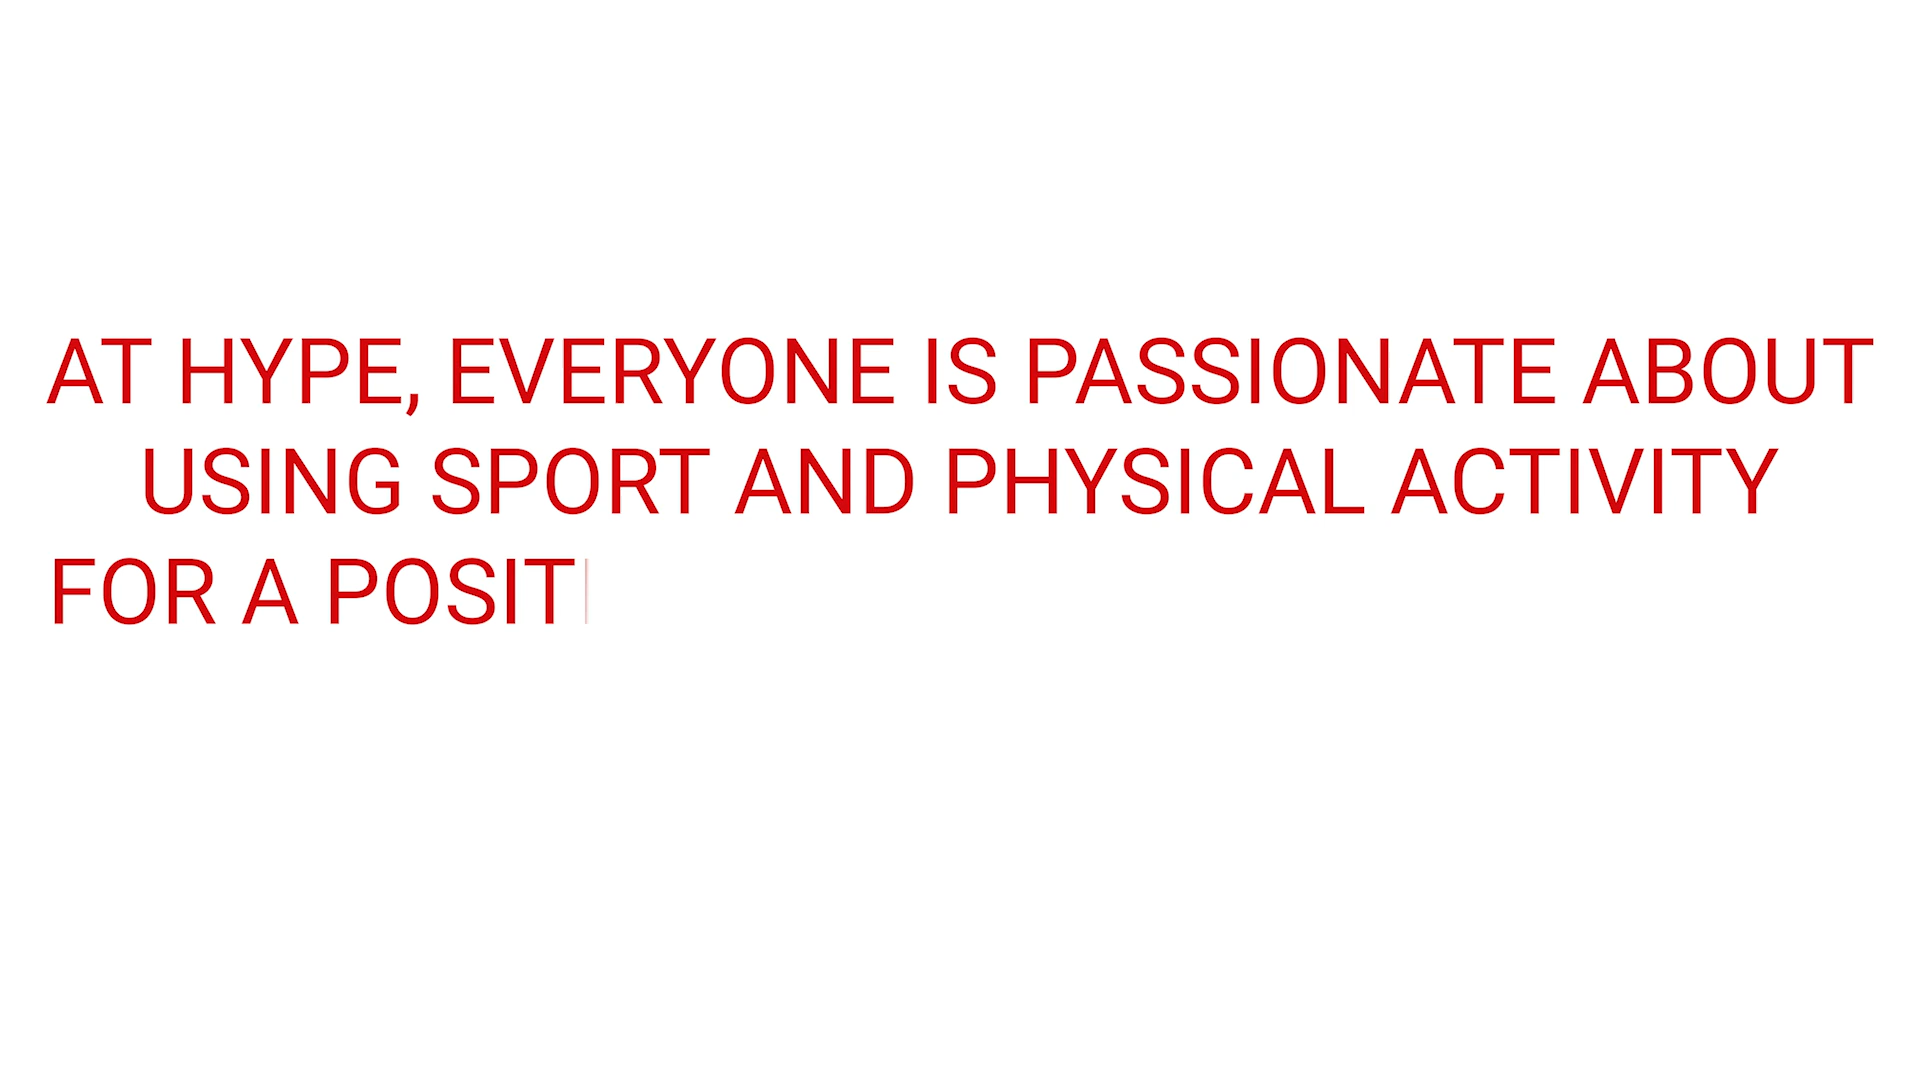 AT HYPE, EVERYONE IS PASSIONATE ABOUT
USING SPORT AND PHYSICAL ACTIVITY
FOR A POSIT